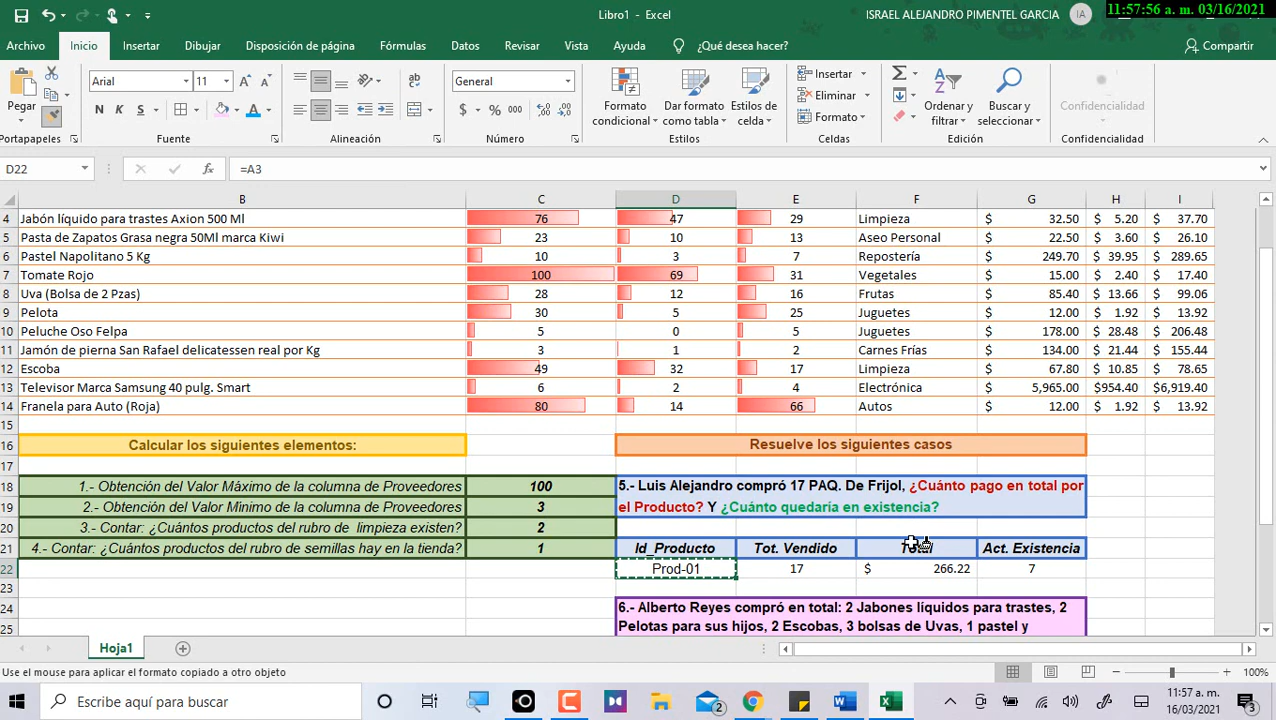 Libro1 - Excel
ISRAEL ALEJANDRO PIMENTEL GARCIA
IA
11:57:56 a. m. 03/16/2021
Archivo Inicio Insertar Dibujar Disposición de página Fórmulas Datos Revisar Vista Ayuda ¿Qué desea hacer? Compartir
Pegar
Arial 11
N K S
General
$ % 000
Formato condicional
Dar formato como tabla
Estilos de celda
Insertar
Eliminar
Formato
Ordenar y filtrar
Buscar y seleccionar
Confidencialidad
Portapapeles Fuente Alineación Número Estilos Celdas Edición Confidencialidad
D22 fx =A3
B C D E F G H I
4 Jabón líquido para trastes Axion 500 Ml 76 47 29 Limpieza $ 32.50 $ 5.20 $ 37.70
5 Pasta de Zapatos Grasa negra 50Ml marca Kiwi 23 10 13 Aseo Personal $ 22.50 $ 3.60 $ 26.10
6 Pastel Napolitano 5 Kg 10 3 7 Repostería $ 249.70 $ 39.95 $ 289.65
7 Tomate Rojo 100 69 31 Vegetales $ 15.00 $ 2.40 $ 17.40
8 Uva (Bolsa de 2 Pzas) 28 12 16 Frutas $ 85.40 $ 13.66 $ 99.06
9 Pelota 30 5 25 Juguetes $ 12.00 $ 1.92 $ 13.92
10 Peluche Oso Felpa 5 0 5 Juguetes $ 178.00 $ 28.48 $ 206.48
11 Jamón de pierna San Rafael delicatessen real por Kg 3 1 2 Carnes Frías $ 134.00 $ 21.44 $ 155.44
12 Escoba 49 32 17 Limpieza $ 67.80 $ 10.85 $ 78.65
13 Televisor Marca Samsung 40 pulg. Smart 6 2 4 Electrónica $ 5,965.00 $954.40 $6,919.40
14 Franela para Auto (Roja) 80 14 66 Autos $ 12.00 $ 1.92 $ 13.92
15
16 Calcular los siguientes elementos: Resuelve los siguientes casos
17
18 1.- Obtención del Valor Máximo de la columna de Proveedores 100 5.- Luis Alejandro compró 17 PAQ. De Frijol, ¿Cuánto pago en total por
19 2.- Obtención del Valor Minimo de la columna de Proveedores 3 el Producto? Y ¿Cuánto quedaría en existencia?
20 3.- Contar: ¿Cuántos productos del rubro de limpieza existen? 2
21 4.- Contar: ¿Cuántos productos del rubro de semillas hay en la tienda? 1 Id_Producto Tot. Vendido Act. Existencia
22 Prod-01 17 $ 266.22 7
23
24 6.- Alberto Reyes compró en total: 2 Jabones líquidos para trastes, 2
25 Pelotas para sus hijos, 2 Escobas, 3 bolsas de Uvas, 1 pastel y
Hoja1
Use el mouse para aplicar el formato copiado a otro objeto
100%
Escribe aquí para buscar
2
11:57 a. m.
16/03/2021
3